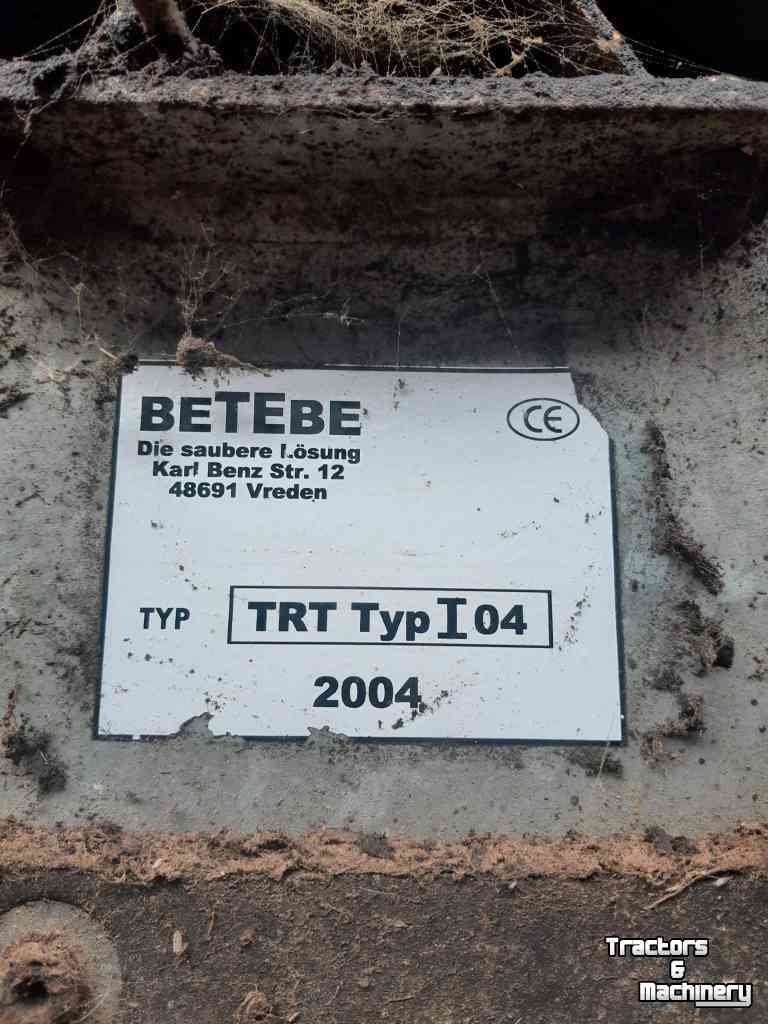 BETEBE
CE
Die saubere Lösung
Karl Benz Str. 12
48691 Vreden
TYP TRT Typ I 04
2004
Tractors
&
Machinery